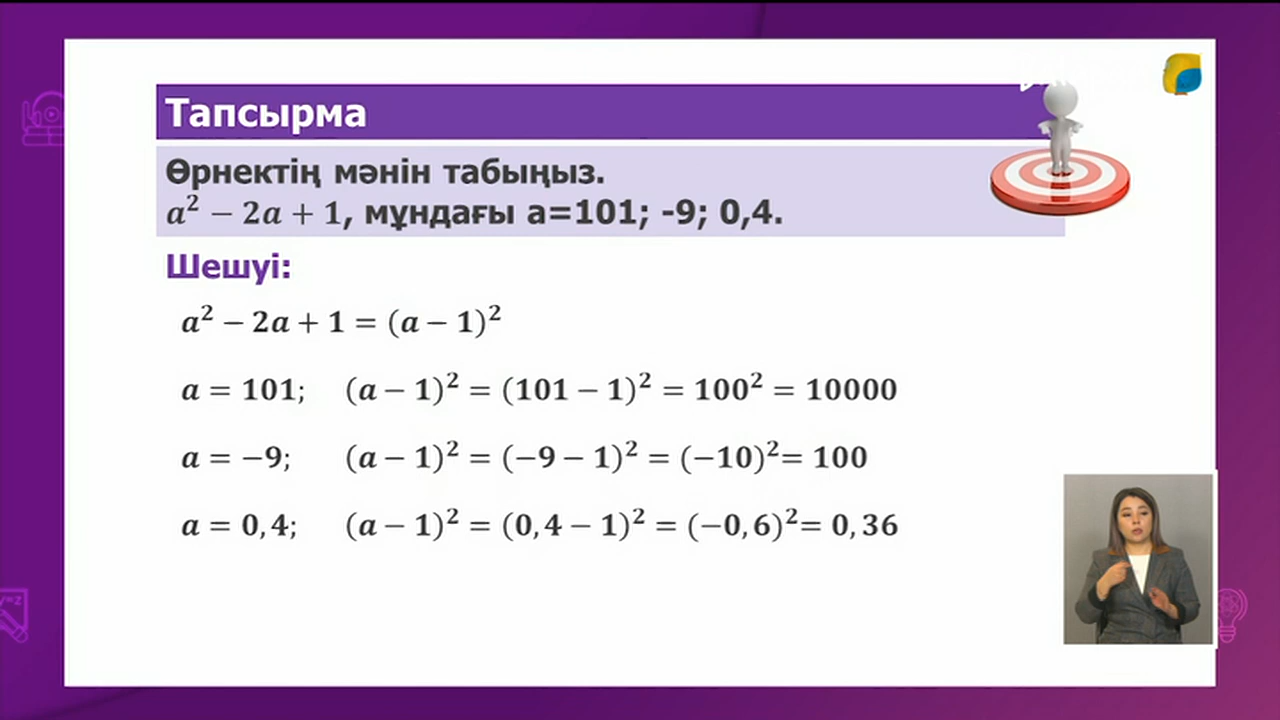 Тапсырма
Өрнектің мәнін табыңыз.
a² − 2a + 1, мұндағы a=101; -9; 0,4.
Шешуі:
a² − 2a + 1 = (a − 1)²
a = 101; (a − 1)² = (101 − 1)² = 100² = 10000
a = −9; (a − 1)² = (−9 − 1)² = (−10)²= 100
a = 0,4; (a − 1)² = (0,4 − 1)² = (−0,6)²= 0,36